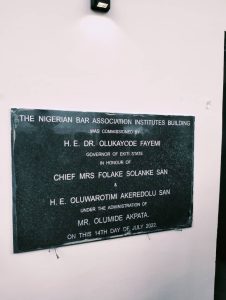 THE NIGERIAN BAR ASSOCIATION INSTITUTES BUILDING
WAS COMMISSIONED BY
H. E. DR. OLUKAYODE FAYEMI
GOVERNOR OF EKITI STATE
IN HONOUR OF
CHIEF MRS FOLAKE SOLANKE SAN
&
H. E. OLUWAROTIMI AKEREDOLU SAN
UNDER THE ADMINISTRATION OF
MR. OLUMIDE AKPATA.
ON THIS 14TH DAY OF JULY 2022.